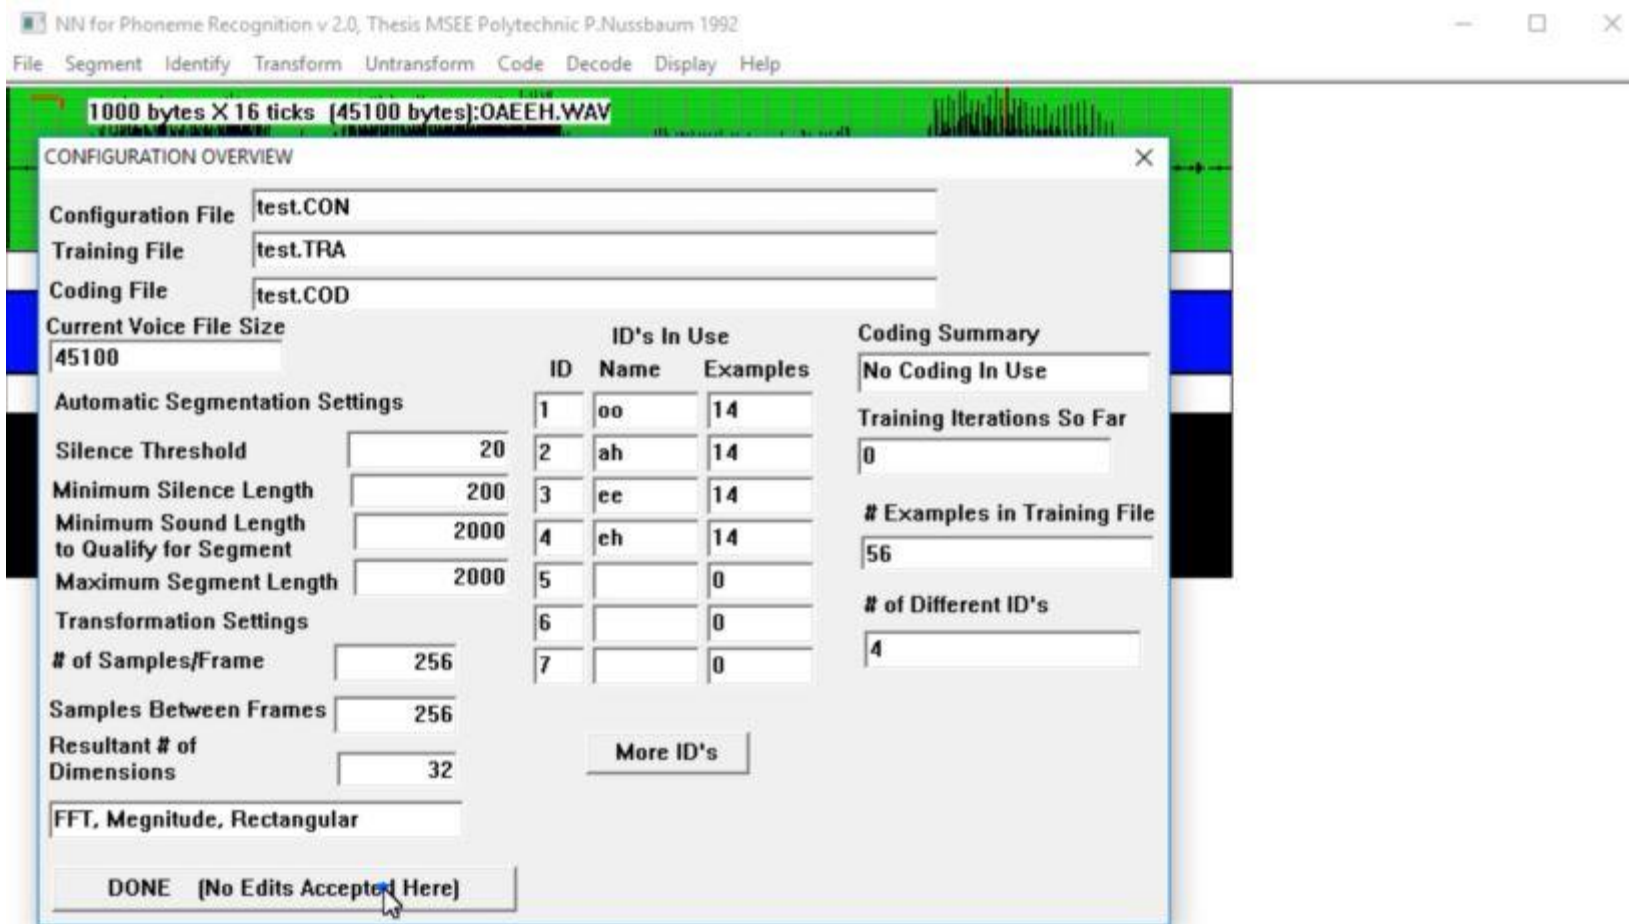 NN for Phoneme Recognition v 2.0, Thesis MSEE Polytechnic P.Nussbaum 1992
File Segment Identify Transform Untransform Code Decode Display Help
1000 bytes X 16 ticks (45100 bytes):OAEEH.WAV
CONFIGURATION OVERVIEW
Configuration File test.CON
Training File test.TRA
Coding File test.COD
Current Voice File Size
45100
Automatic Segmentation Settings
Silence Threshold 20
Minimum Silence Length 200
Minimum Sound Length
to Qualify for Segment 2000
Maximum Segment Length 2000
Transformation Settings
# of Samples/Frame 256
Samples Between Frames 256
Resultant # of
Dimensions 32
FFT, Megnitude, Rectangular
DONE (No Edits Accepted Here)
ID's In Use
ID Name Examples
1 oo 14
2 ah 14
3 ee 14
4 eh 14
5 0
6 0
7 0
More ID's
Coding Summary
No Coding In Use
Training Iterations So Far
0
# Examples in Training File
56
# of Different ID's
4